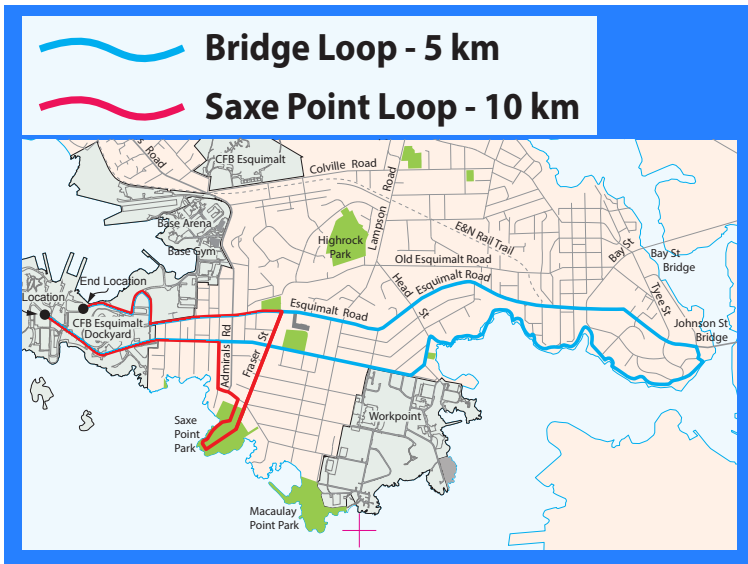 Bridge Loop - 5 km
Saxe Point Loop - 10 km
s Road
CFB Esquimalt
Colville Road
Lampson Road
Base Arena
E&N Rail Trail
Highrock
Park
Bay St
Base Gym
Old Esquimalt Road
Bay St
Bridge
End Location
Head St
Esquimalt Road
Tyee St
Location
Esquimalt Road
CFB Esquimalt
Dockyard
Johnson St
Bridge
Admirals Rd
Fraser St
Workpoint
Saxe
Point
Park
Macaulay
Point Park